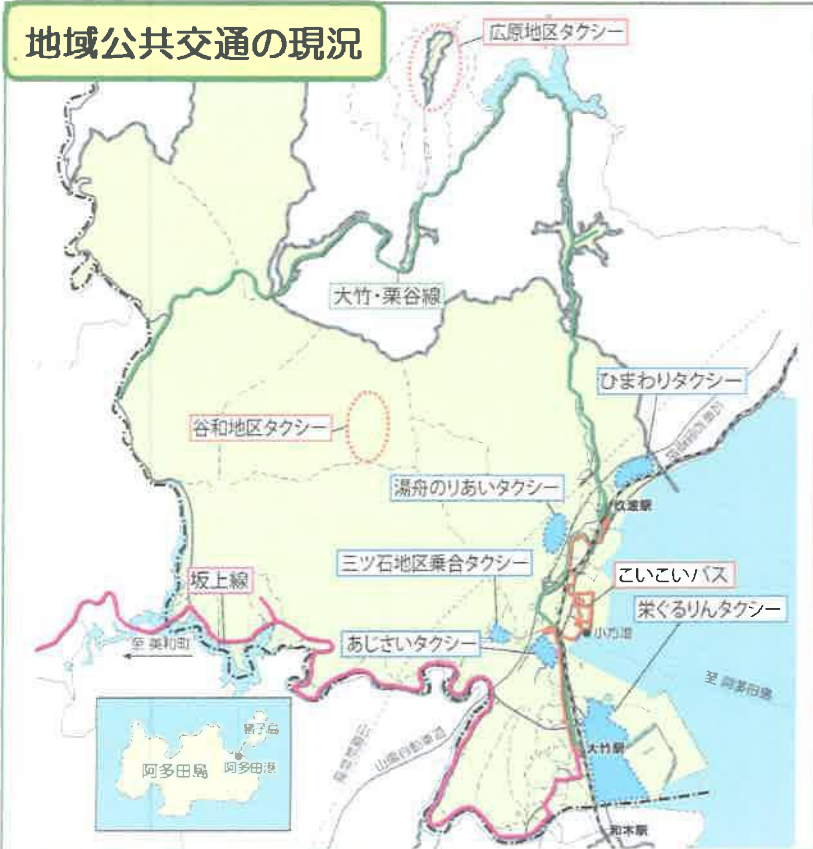 地域公共交通の現況
広原地区タクシー
大竹・栗谷線
ひまわりタクシー
谷和地区タクシー
湯舟のりあいタクシー
玖波駅
三ツ石地区乗合タクシー
こいこいバス
坂上線
栄ぐるりんタクシー
あじさいタクシー
小方港
至 美和町
至 阿多田島
猪子島
阿多田島
阿多田港
山陽自動車道
大竹駅
和木駅